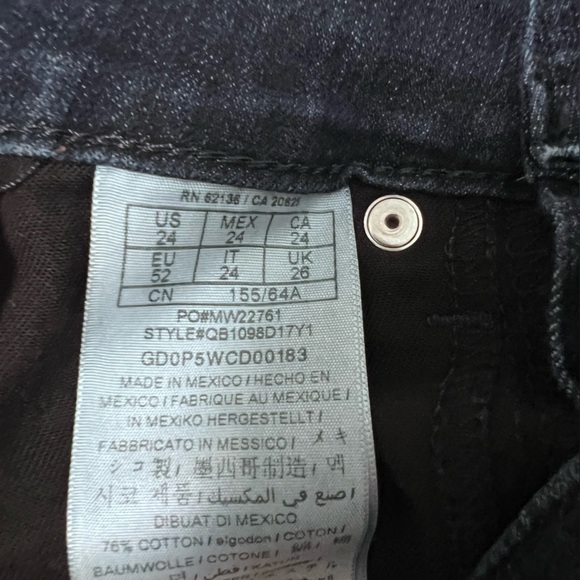 RN 62136 / CA 20621
US MEX CA
24 24 24
EU IT UK
52 24 26
CN 155/64A
PO#MW22761
STYLE#QB1098D17Y1
GD0P5WCD00183
MADE IN MEXICO / HECHO EN
MEXICO / FABRIQUE AU MEXIQUE /
IN MEXIKO HERGESTELLT /
FABBRICATO IN MESSICO / メキ
シコ製 / 墨西哥制造 / 멕
시코 제품 / صنع في المكسيك /
DIBUAT DI MEXICO
76% COTTON / algodon / COTON /
BAUMWOLLE / COTONE /